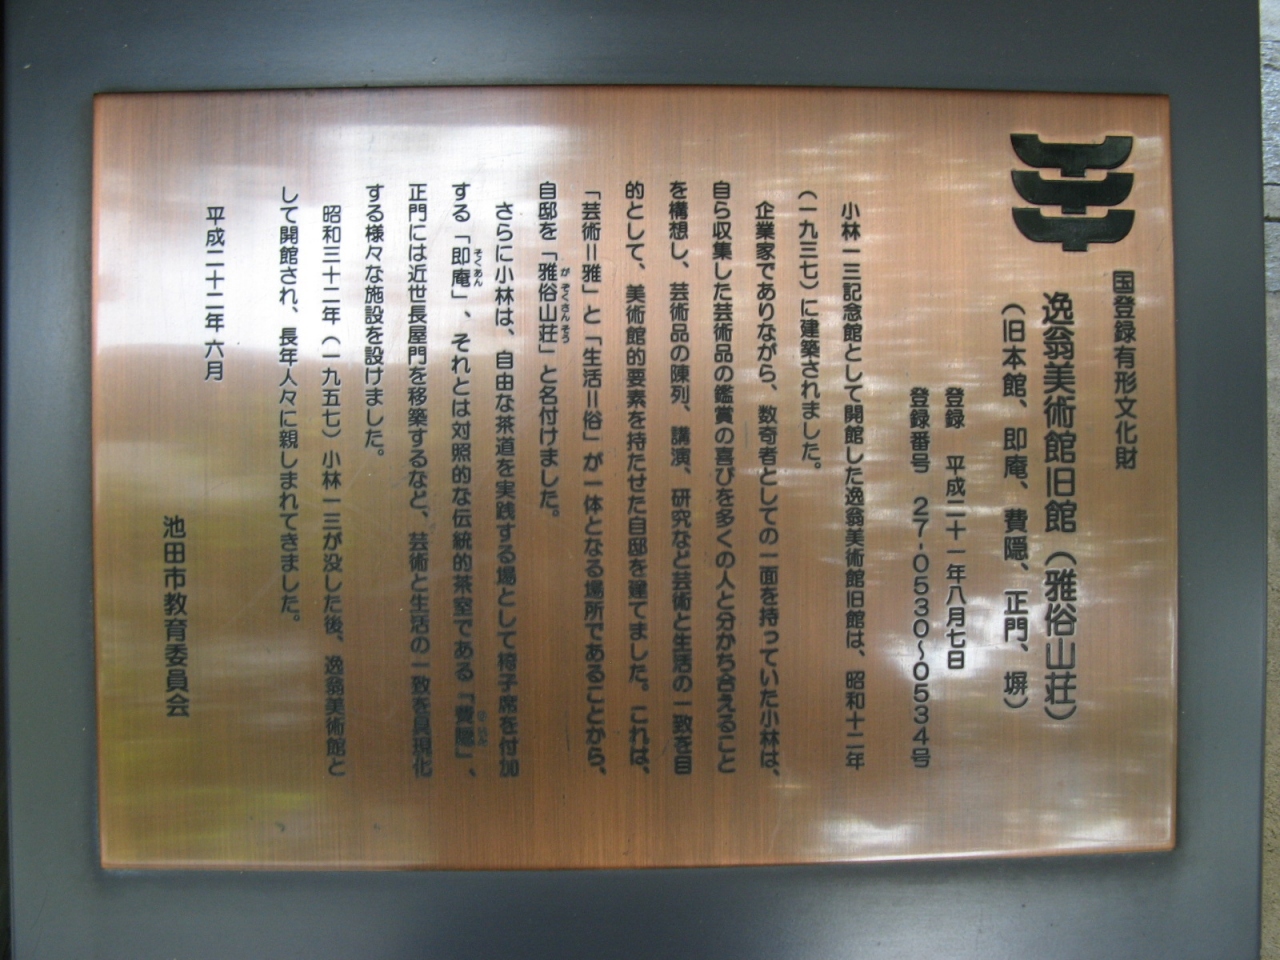 国登録有形文化財
逸翁美術館旧館（雅俗山荘）
（旧本館、即庵、費隠、正門、塀）
登録　平成二十一年八月七日
登録番号　27-0530〜0534号
小林一三記念館として開館した逸翁美術館旧館は、昭和十二年
（一九三七）に建築されました。
企業家でありながら、数奇者としての一面を持っていた小林は、
自ら収集した芸術品の鑑賞の喜びを多くの人と分かち合えること
を構想し、芸術品の陳列、講演、研究など芸術と生活の一致を目
的として、美術館的要素を持たせた自邸を建てました。これは、
「芸術＝雅」と「生活＝俗」が一体となる場所であることから、
自邸を「雅俗山荘」と名付けました。
が ぞくさんそう
さらに小林は、自由な茶道を実践する場として椅子席を付加
する「即庵」、それとは対照的な伝統的茶室である「費隠」、
そくあん
正門には近世長屋門を移築するなど、芸術と生活の一致を具現化
する様々な施設を設けました。
昭和三十二年（一九五七）小林一三が没した後、逸翁美術館と
して開館され、長年人々に親しまれてきました。
平成二十二年六月
池田市教育委員会